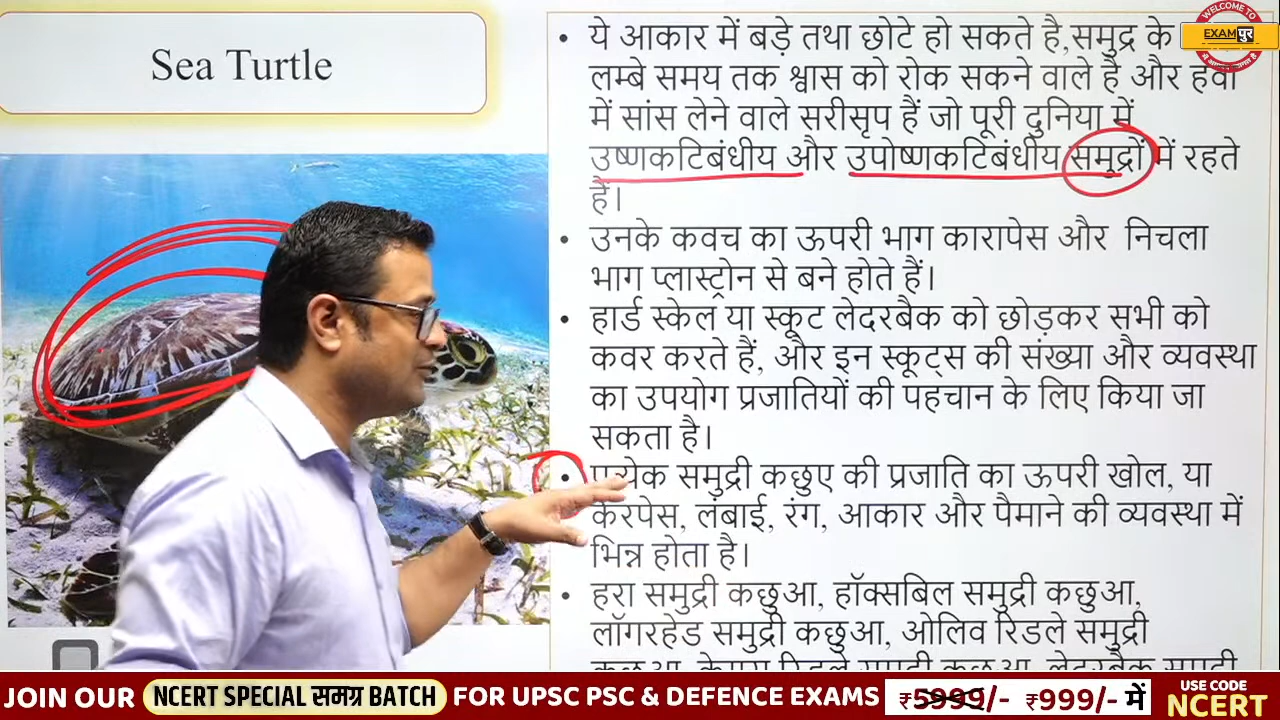 WELCOME TO
EXAMपुर
Sea Turtle
ये आकार में बड़े तथा छोटे हो सकते है,समुद्र के
लम्बे समय तक श्वास को रोक सकने वाले है और हवा
में सांस लेने वाले सरीसृप हैं जो पूरी दुनिया में
उष्णकटिबंधीय और उपोष्णकटिबंधीय समुद्रों में रहते
हैं।
उनके कवच का ऊपरी भाग कारापेस और निचला
भाग प्लास्ट्रोन से बने होते हैं।
हार्ड स्केल या स्कूट लेदरबैक को छोड़कर सभी को
कवर करते हैं, और इन स्कूट्स की संख्या और व्यवस्था
का उपयोग प्रजातियों की पहचान के लिए किया जा
सकता है।
प्रत्येक समुद्री कछुए की प्रजाति का ऊपरी खोल, या
करपेस, लंबाई, रंग, आकार और पैमाने की व्यवस्था में
भिन्न होता है।
हरा समुद्री कछुआ, हॉक्सबिल समुद्री कछुआ,
लॉगरहेड समुद्री कछुआ, ओलिव रिडले समुद्री
JOIN OUR NCERT SPECIAL समग्र BATCH FOR UPSC PSC & DEFENCE EXAMS ₹5999/- ₹999/- में
USE CODE
NCERT